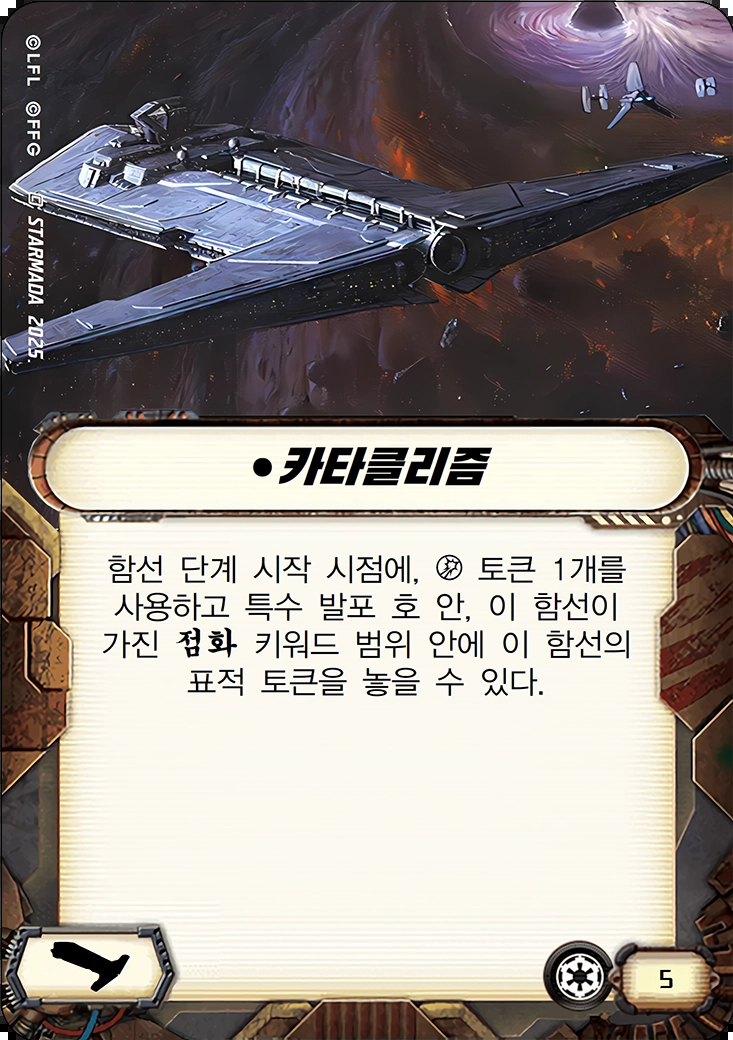 ©LFL ©FFG STARMADA 2025.
•카타클리즘
함선 단계 시작 시점에, 토큰 1개를
사용하고 특수 발포 호 안, 이 함선이
가진 점화 키워드 범위 안에 이 함선의
표적 토큰을 놓을 수 있다.
5